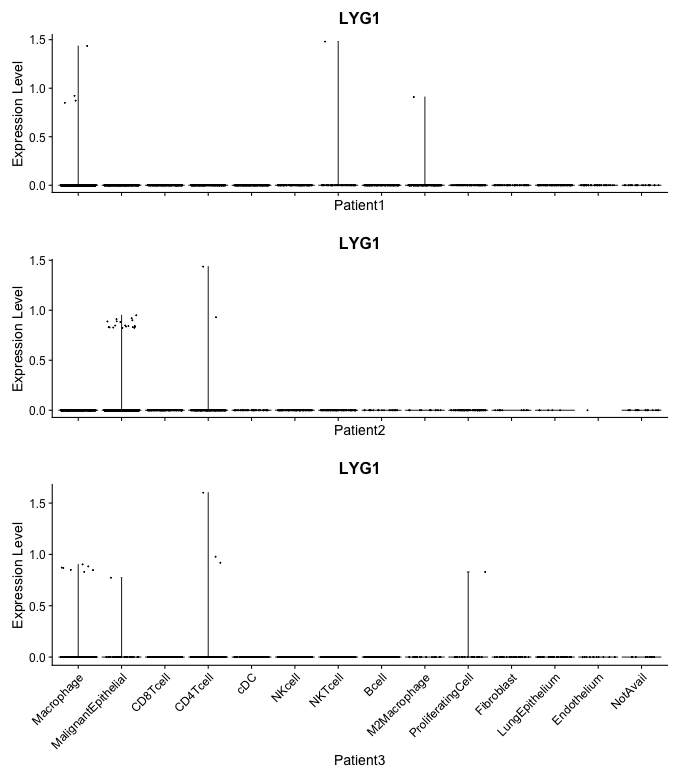 LYG1
Expression Level
1.5
1.0
0.5
0.0
Patient1
LYG1
Expression Level
1.5
1.0
0.5
0.0
Patient2
LYG1
Expression Level
1.5
1.0
0.5
0.0
Macrophage
MalignantEpithelial
CD8Tcell
CD4Tcell
cDC
NKcell
NKTcell
Bcell
M2Macrophage
ProliferatingCell
Fibroblast
LungEpithelium
Endothelium
NotAvail
Patient3